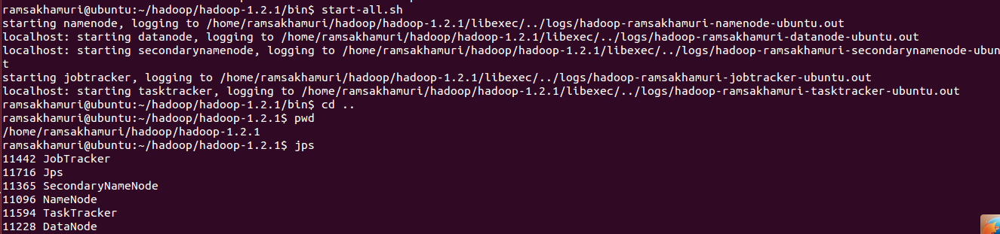 ramsakhamuri@ubuntu:~/hadoop/hadoop-1.2.1/bin$ start-all.sh
starting namenode, logging to /home/ramsakhamuri/hadoop/hadoop-1.2.1/libexec/../logs/hadoop-ramsakhamuri-namenode-ubuntu.out
localhost: starting datanode, logging to /home/ramsakhamuri/hadoop/hadoop-1.2.1/libexec/../logs/hadoop-ramsakhamuri-datanode-ubuntu.out
localhost: starting secondarynamenode, logging to /home/ramsakhamuri/hadoop/hadoop-1.2.1/libexec/../logs/hadoop-ramsakhamuri-secondarynamenode-ubun
t
starting jobtracker, logging to /home/ramsakhamuri/hadoop/hadoop-1.2.1/libexec/../logs/hadoop-ramsakhamuri-jobtracker-ubuntu.out
localhost: starting tasktracker, logging to /home/ramsakhamuri/hadoop/hadoop-1.2.1/libexec/../logs/hadoop-ramsakhamuri-tasktracker-ubuntu.out
ramsakhamuri@ubuntu:~/hadoop/hadoop-1.2.1/bin$ cd ..
ramsakhamuri@ubuntu:~/hadoop/hadoop-1.2.1$ pwd
/home/ramsakhamuri/hadoop/hadoop-1.2.1
ramsakhamuri@ubuntu:~/hadoop/hadoop-1.2.1$ jps
11442 JobTracker
11716 Jps
11365 SecondaryNameNode
11096 NameNode
11594 TaskTracker
11228 DataNode